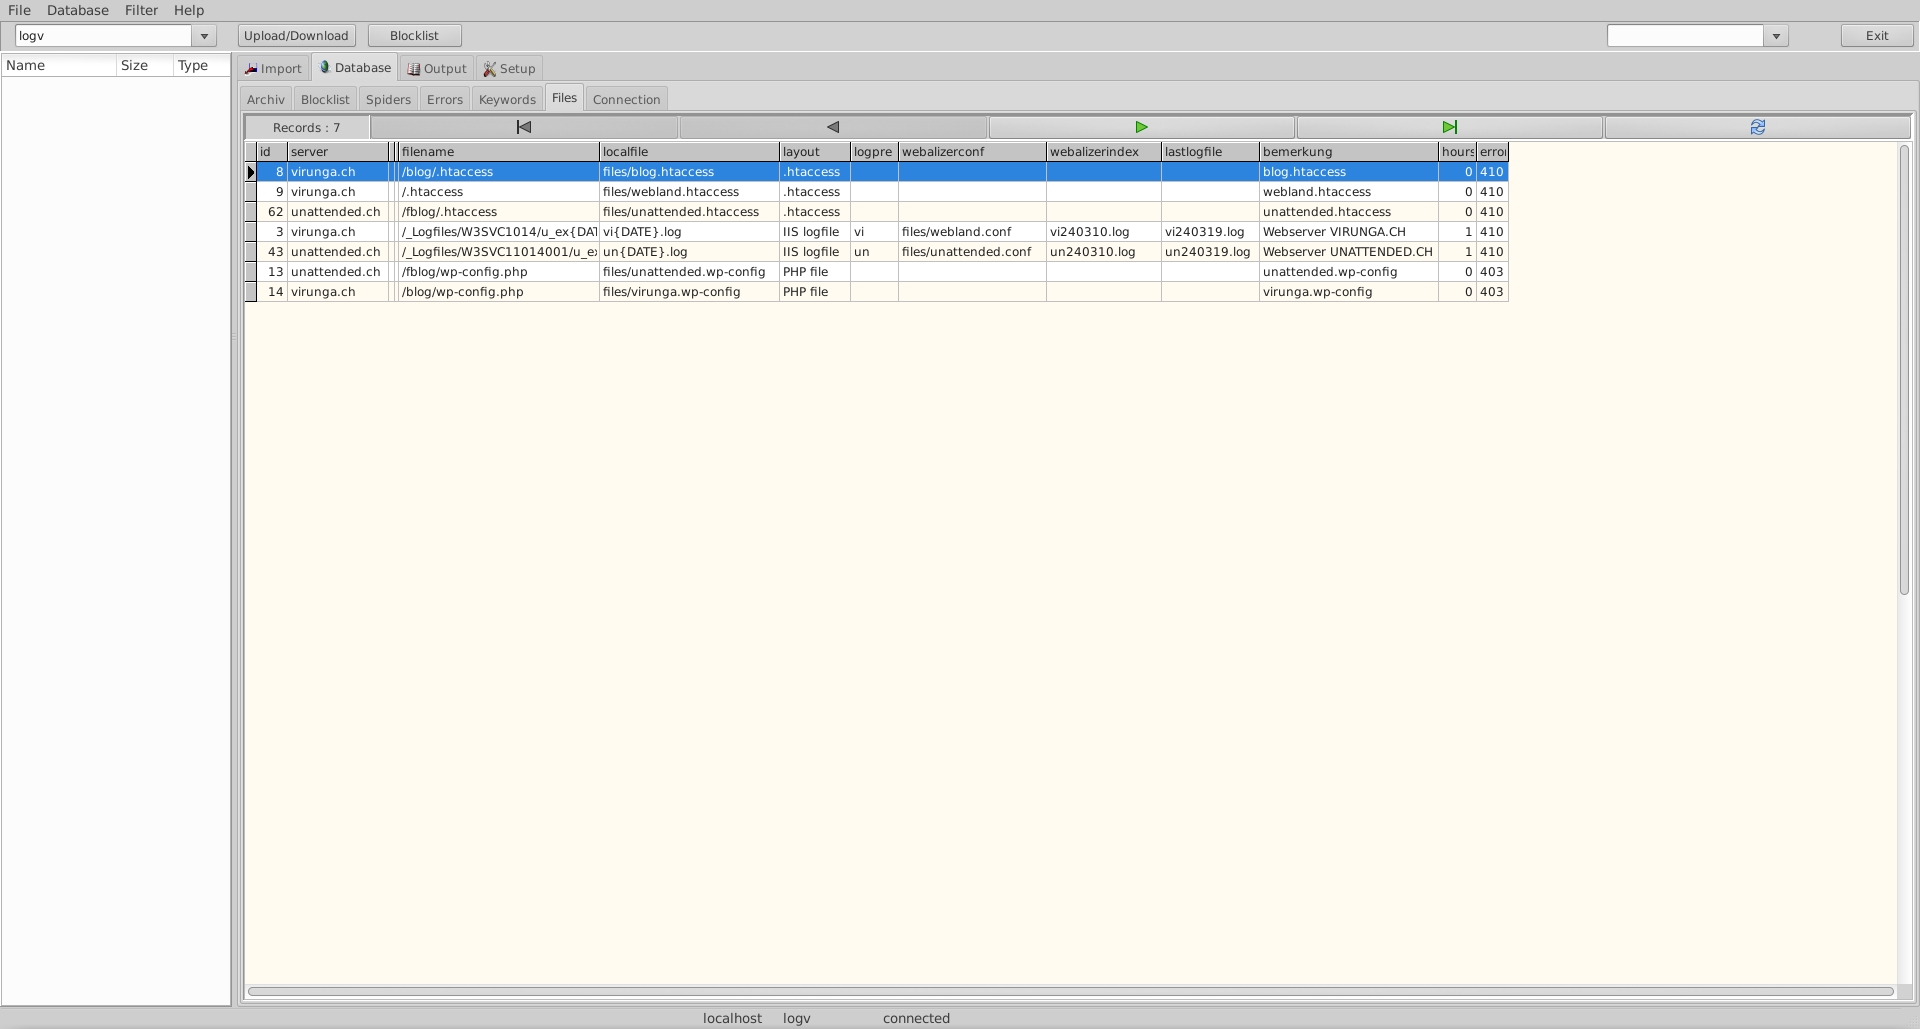 File Database Filter Help
logv Upload/Download Blocklist Exit
Name Size Type
Import Database Output Setup
Archiv Blocklist Spiders Errors Keywords Files Connection
Records : 7
id server filename localfile layout logpre webalizerconf webalizerindex lastlogfile bemerkung hours erro
8 virunga.ch /blog/.htaccess files/blog.htaccess .htaccess blog.htaccess 0 410
9 virunga.ch /.htaccess files/webland.htaccess .htaccess webland.htaccess 0 410
62 unattended.ch /fblog/.htaccess files/unattended.htaccess .htaccess unattended.htaccess 0 410
3 virunga.ch /_Logfiles/W3SVC1014/u_ex{DAT vi{DATE}.log IIS logfile vi files/webland.conf vi240310.log vi240319.log Webserver VIRUNGA.CH 1 410
43 unattended.ch /_Logfiles/W3SVC11014001/u_ex un{DATE}.log IIS logfile un files/unattended.conf un240310.log un240319.log Webserver UNATTENDED.CH 1 410
13 unattended.ch /fblog/wp-config.php files/unattended.wp-config PHP file unattended.wp-config 0 403
14 virunga.ch /blog/wp-config.php files/virunga.wp-config PHP file virunga.wp-config 0 403
localhost logv connected